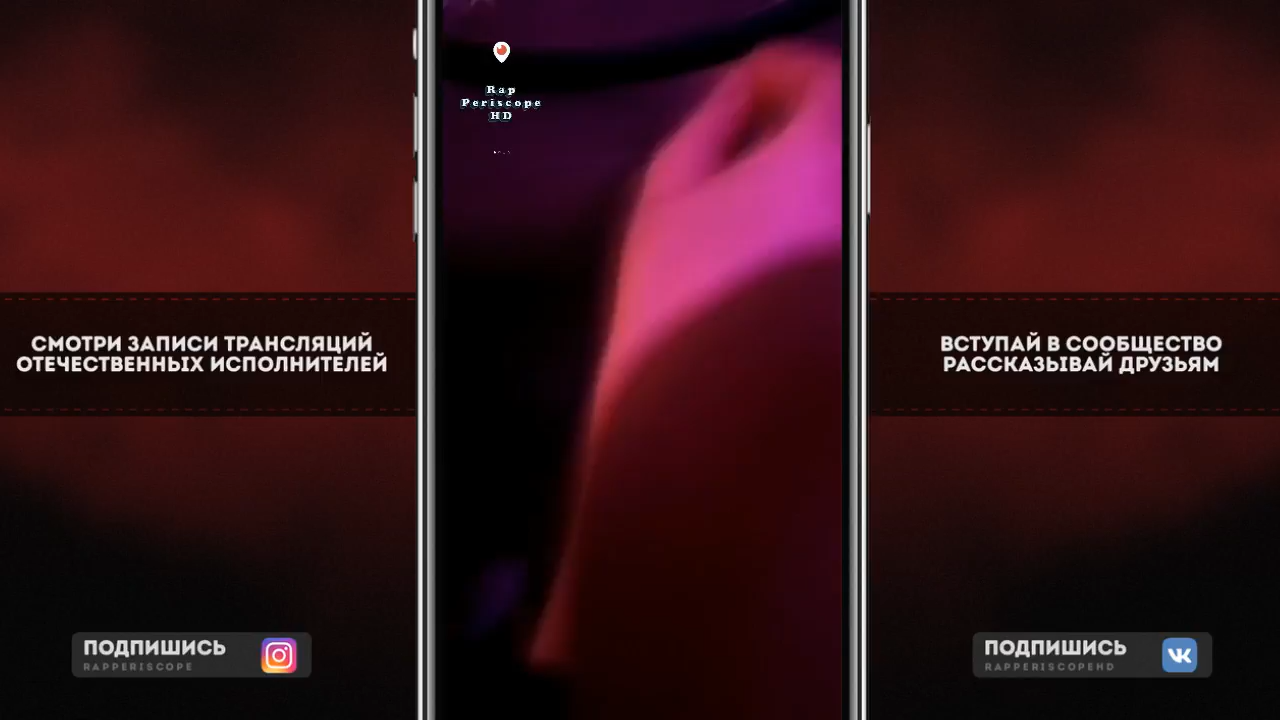 Rap
Periscope
HD
СМОТРИ ЗАПИСИ ТРАНСЛЯЦИЙ
ОТЕЧЕСТВЕННЫХ ИСПОЛНИТЕЛЕЙ
ВСТУПАЙ В СООБЩЕСТВО
РАССКАЗЫВАЙ ДРУЗЬЯМ
ПОДПИШИСЬ
RAPPERISCOPE
ПОДПИШИСЬ
RAPPERISCOPEHD